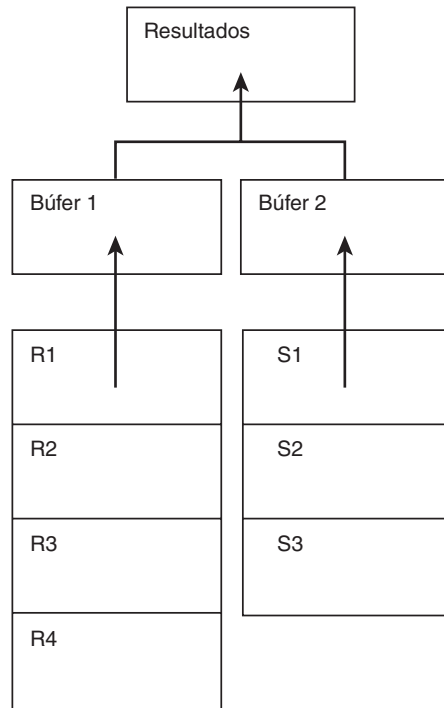 Resultados
Búfer 1
Búfer 2
R1
S1
R2
S2
R3
S3
R4